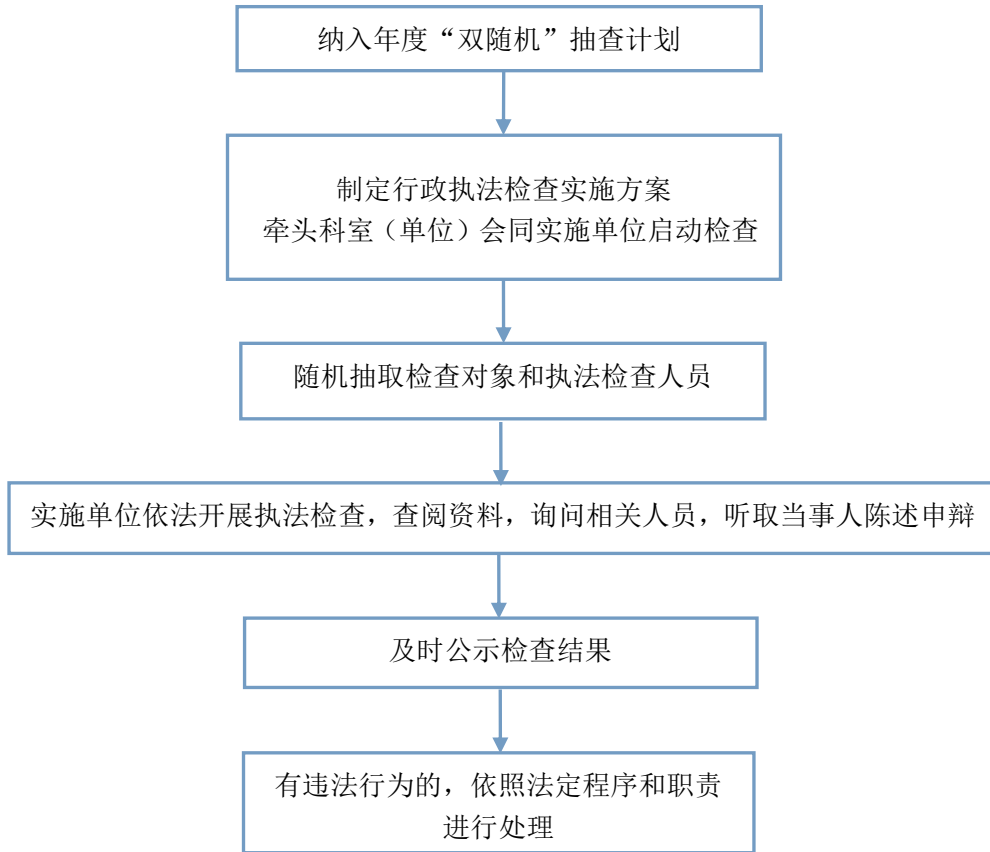 纳入年度“双随机”抽查计划
制定行政执法检查实施方案
牵头科室（单位）会同实施单位启动检查
随机抽取检查对象和执法检查人员
实施单位依法开展执法检查，查阅资料，询问相关人员，听取当事人陈述申辩
及时公示检查结果
有违法行为的，依照法定程序和职责
进行处理